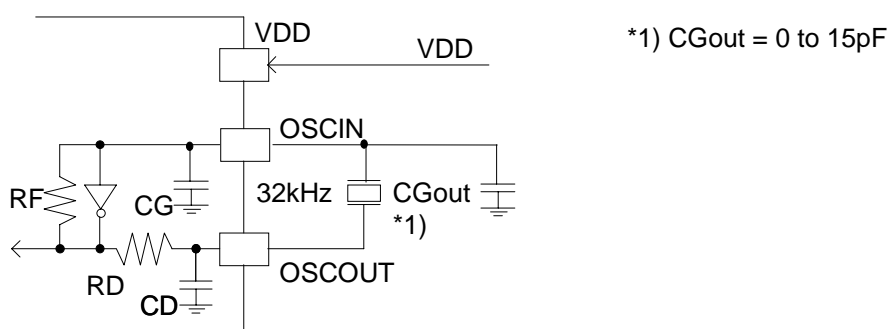 VDD
VDD
*1) CGout = 0 to 15pF
OSCIN
RF
CG
32kHz
CGout
*1)
RD
CD
OSCOUT